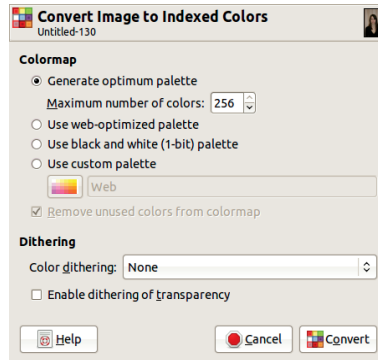 Convert Image to Indexed Colors
Untitled-130
Colormap
Generate optimum palette
Maximum number of colors: 256
Use web-optimized palette
Use black and white (1-bit) palette
Use custom palette
Web
Remove unused colors from colormap
Dithering
Color dithering: None
Enable dithering of transparency
Help Cancel Convert